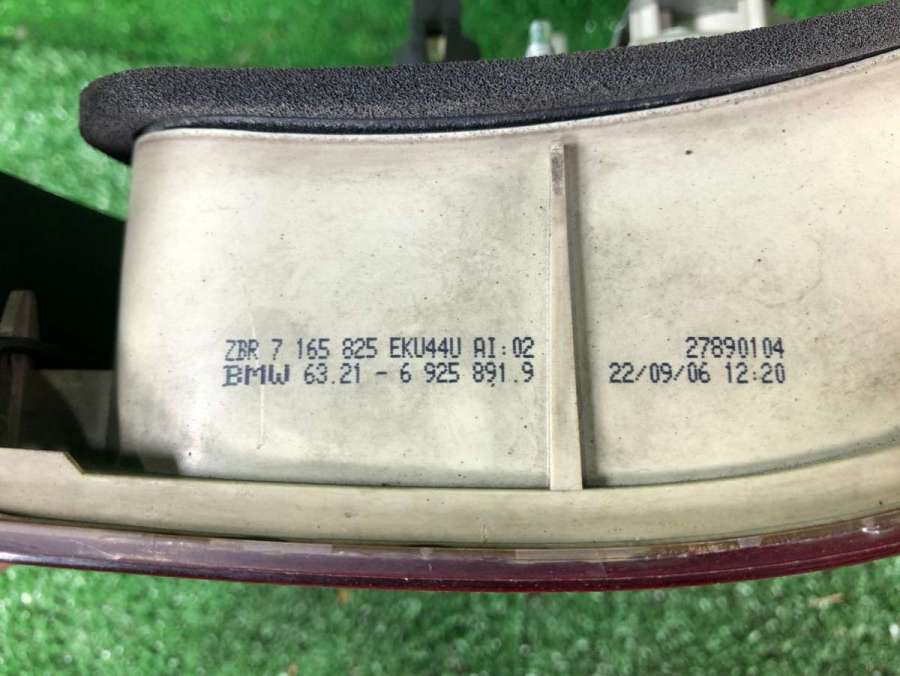 ZBR 7 165 825 EKU44U AI:02
BMW 63.21 - 6 925 891.9
27890104
22/09/06 12:20